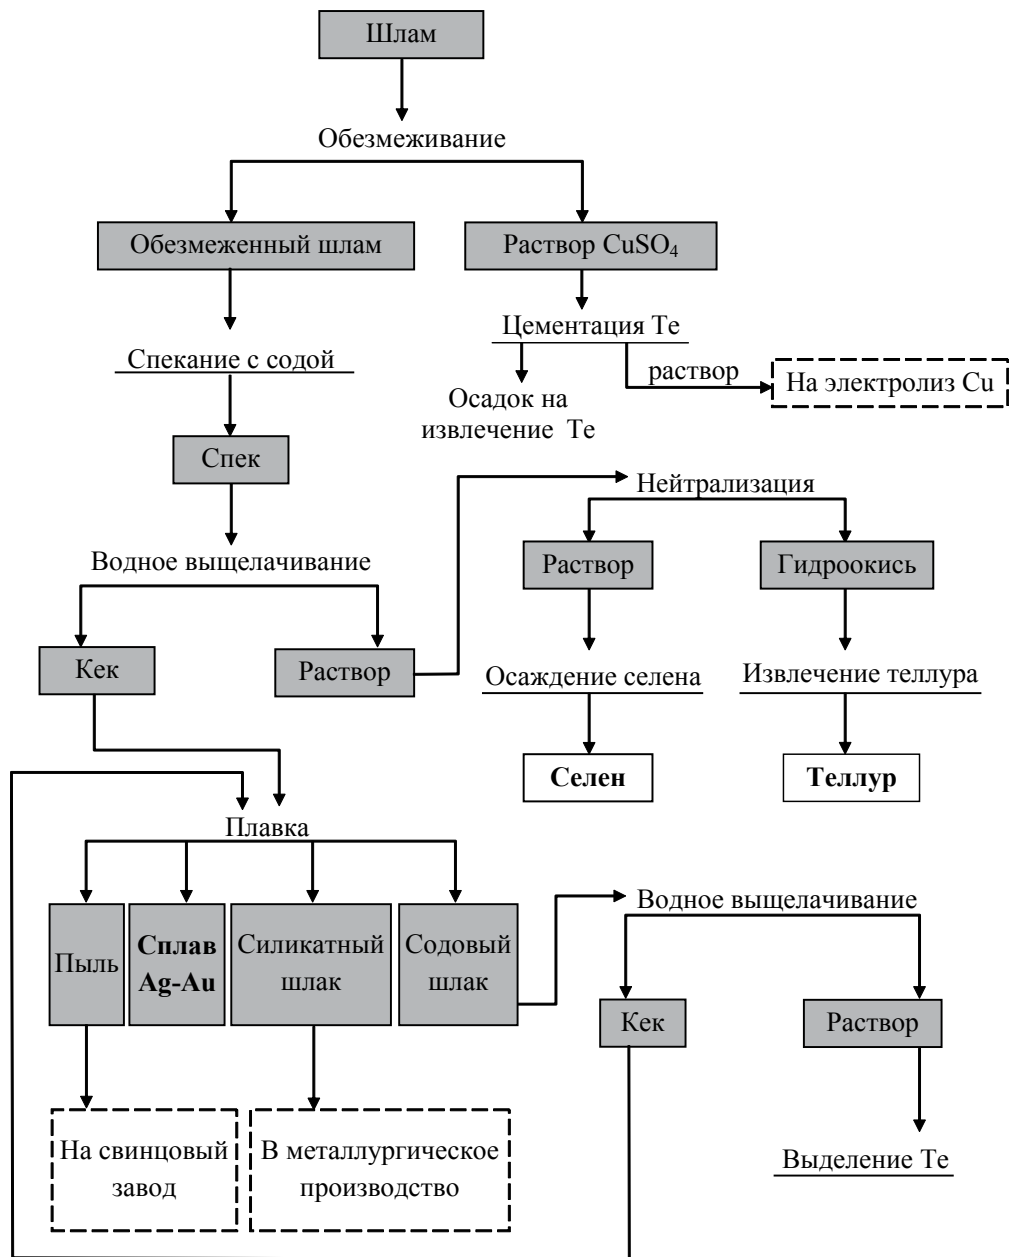 Шлам
Обезмеживание
Обезмеженный шлам
Раствор CuSO₄
Цементация Te
Спекание с содой
раствор
На электролиз Cu
Осадок на
извлечение Te
Спек
Нейтрализация
Водное выщелачивание
Раствор
Гидроокись
Кек
Раствор
Осаждение селена
Извлечение теллура
Селен
Теллур
Плавка
Водное выщелачивание
Пыль
Сплав
Ag-Au
Силикатный
шлак
Содовый
шлак
Кек
Раствор
На свинцовый
завод
В металлургическое
производство
Выделение Te